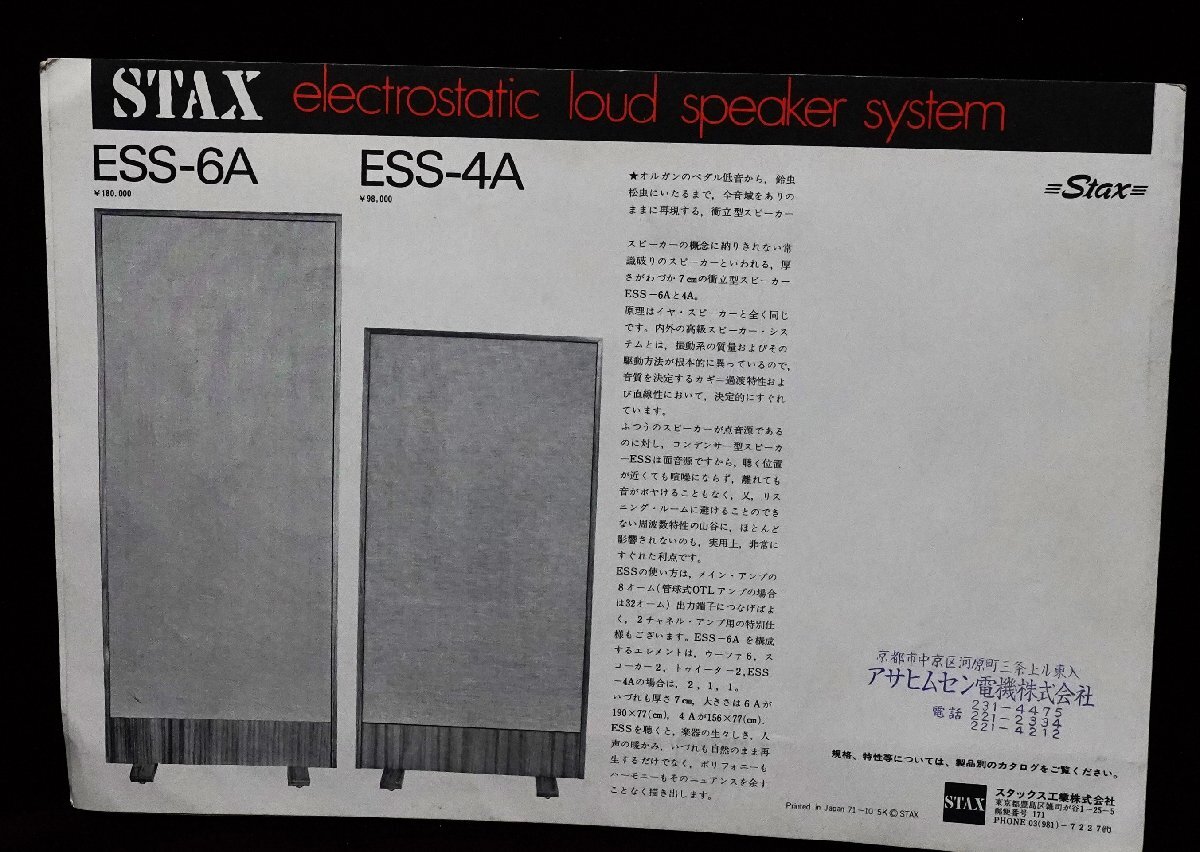 STAX electrostatic loud speaker system
ESS-6A
￥180,000
ESS-4A
￥98,000
★オルガンのペダル低音から，鈴虫
松虫にいたるまで，全音域をありの
ままに再現する，衝立型スピーカー
スピーカーの概念に納りきれない常
識破りのスピーカーといわれる，厚
さがわづか7㎝の衝立型スピーカー
ESS－6Aと4A。
原理はイヤ・スピーカーと全く同じ
です。内外の高級スピーカー・シス
テムとは，振動系の質量およびその
駆動方法が根本的に異っているので，
音質を決定するカギ－過渡特性およ
び直線性において，決定的にすぐれ
ています。
ふつうのスピーカーが点音源である
のに対し，コンデンサー型スピーカ
ーESSは面音源ですから，聴く位置
が近くても喧噪にならず，離れても
音がボヤけることもなく，又，リス
ニング・ルームに避けることのでき
ない周波数特性の山谷に，ほとんど
影響されないのも，実用上，非常に
すぐれた利点です。
ESSの使い方は，メイン・アンプの
8オーム(管球式OTLアンプの場合
は32オーム) 出力端子につなげばよ
く，2チャネル・アンプ用の特別仕
様もございます。ESS－6A を構成
するエレメントは，ウーファ6，ス
コーカー2，トゥイーター2，ESS
－4Aの場合は，2，1，1。
いづれも厚さ7㎝，大きさは6Aが
190×77(㎝)，4Aが156×77(㎝)．
ESSを聴くと，楽器の生々しさ，人
声の暖かみ，いづれも自然のまま再
生するだけでなく，ポリフォニーも
ハーモニーもそのニュアンスを余す
ことなく描き出します。
Stax
京都市中京区河原町三条上ル東入
アサヒムセン電機株式会社
電話 231-4475
221-2334
221-4212
規格、特性等については、製品別のカタログをご覧ください。
Printed in Japan 71－10 5K © STAX
STAX
スタックス工業株式会社
東京都豊島区雑司が谷1－25－5
郵便番号 171
PHONE 03(981)－7227㈹